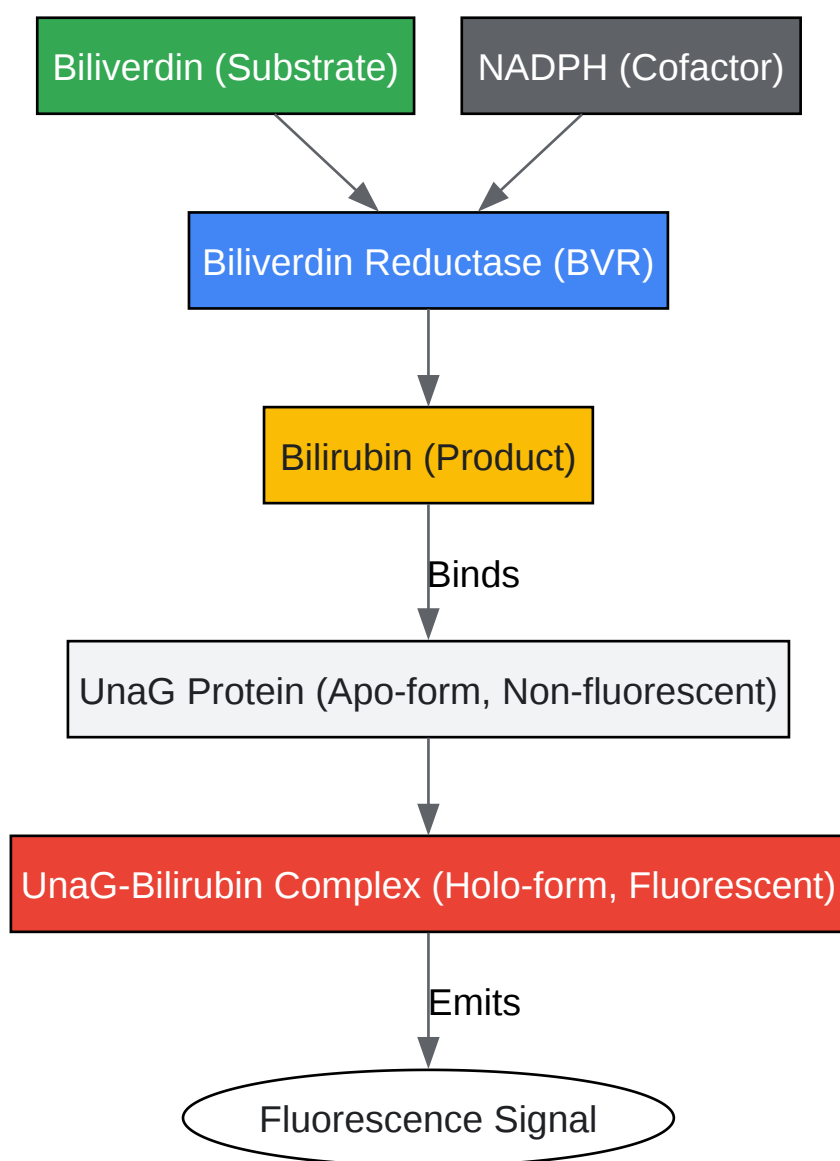 Biliverdin (Substrate)
NADPH (Cofactor)
Biliverdin Reductase (BVR)
Bilirubin (Product)
Binds
UnaG Protein (Apo-form, Non-fluorescent)
UnaG-Bilirubin Complex (Holo-form, Fluorescent)
Emits
Fluorescence Signal